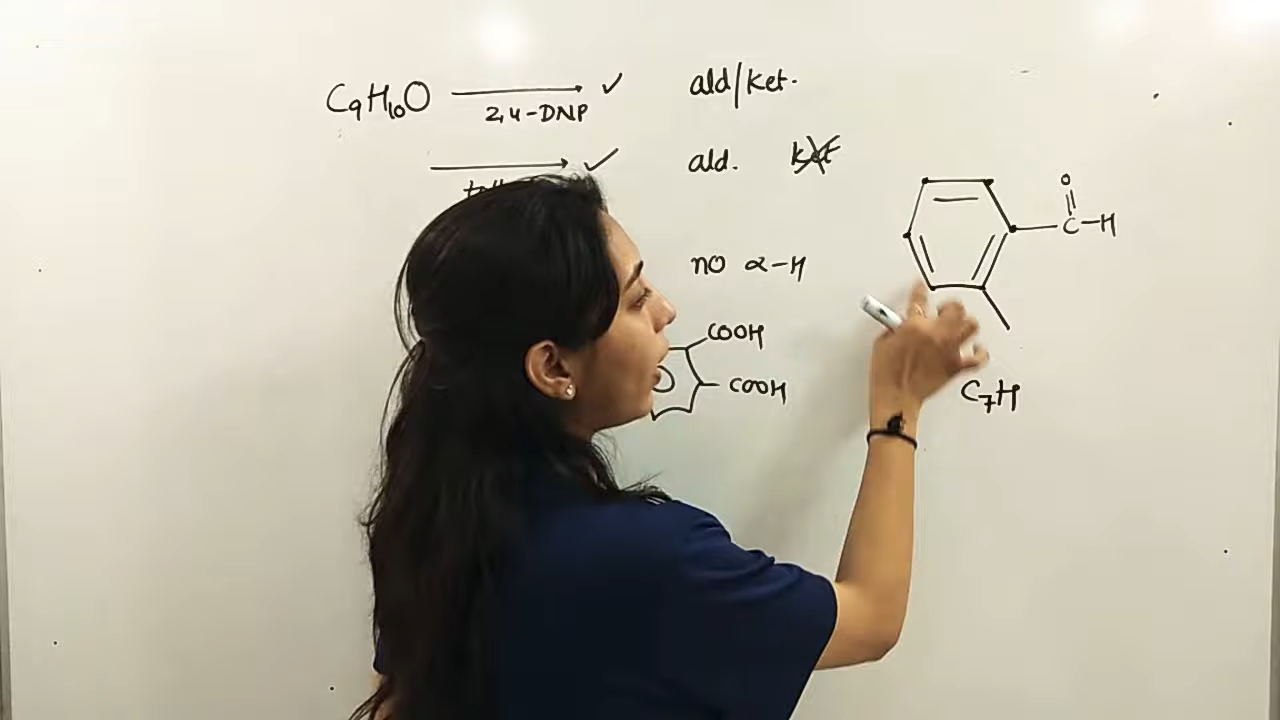 C₉H₁₀O ⟶ ✓ ald/ket.
2,4-DNP
⟶ ✓ ald. ket
no α-H
COOH
COOH
O
C-H
C₇H